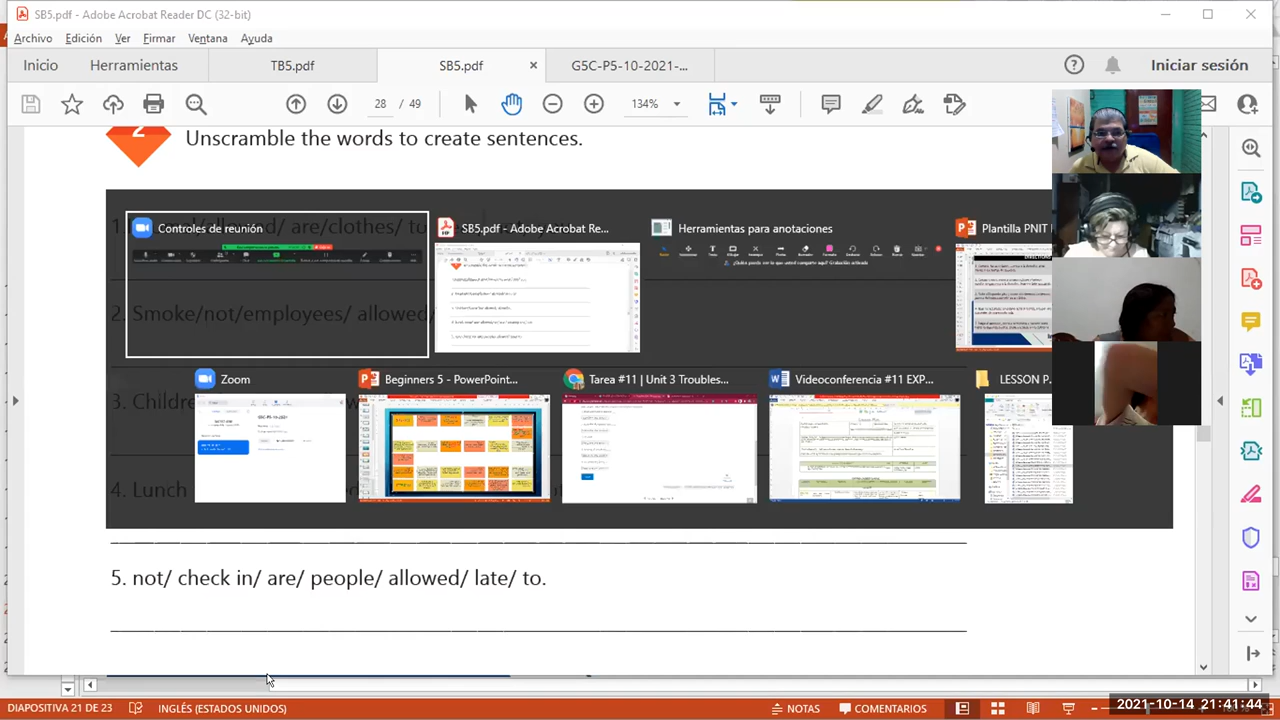 SB5.pdf - Adobe Acrobat Reader DC (32-bit)
Archivo Edición Ver Firmar Ventana Ayuda
Inicio Herramientas TB5.pdf SB5.pdf × G5C-P5-10-2021-... Iniciar sesión
28 / 49 134%
2 Unscramble the words to create sentences.
Controles de reunión
SB5.pdf - Adobe Acrobat Re...
Herramientas para anotaciones
Plantilla PNIT
2. Smoke/
3. Childre
4. Lunch
Zoom
Beginners 5 - PowerPoint...
Tarea #11 | Unit 3 Troubles...
Videoconferencia #11 EXP...
LESSON P.
5. not/ check in/ are/ people/ allowed/ late/ to.
DIAPOSITIVA 21 DE 23 INGLÉS (ESTADOS UNIDOS) NOTAS COMENTARIOS
2021-10-14 21:41:44